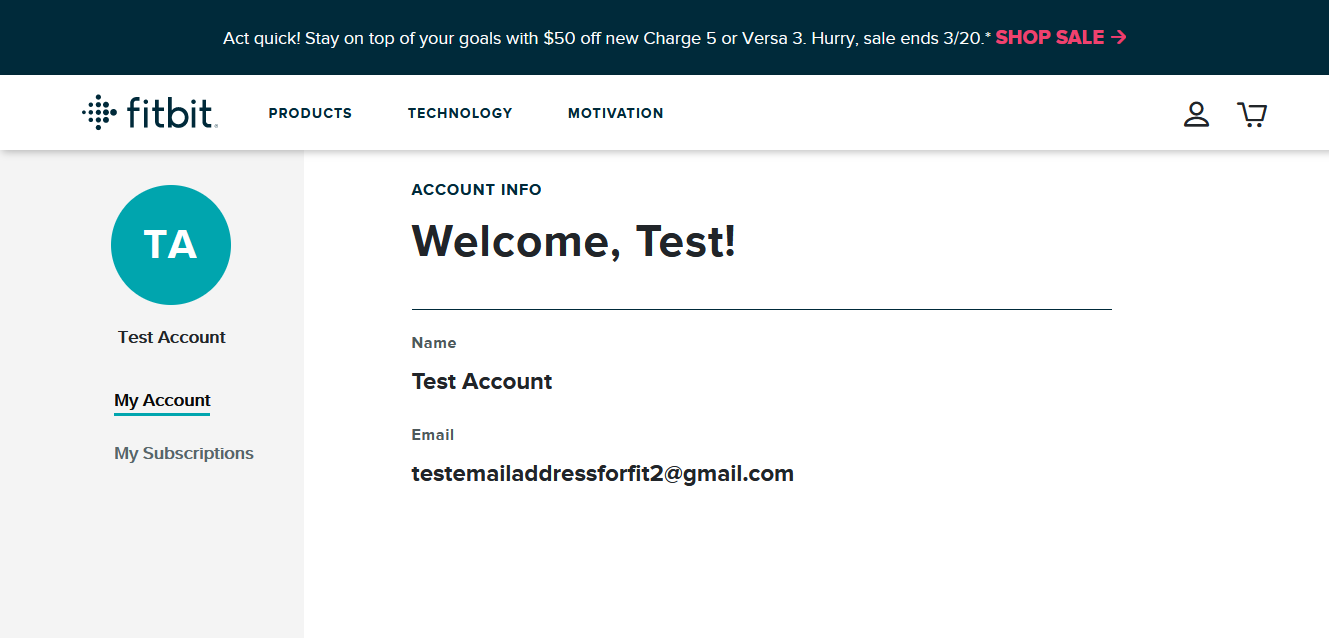 Act quick! Stay on top of your goals with $50 off new Charge 5 or Versa 3. Hurry, sale ends 3/20.* SHOP SALE →
fitbit
PRODUCTS
TECHNOLOGY
MOTIVATION
TA
Test Account
My Account
My Subscriptions
ACCOUNT INFO
Welcome, Test!
Name
Test Account
Email
testemailaddressforfit2@gmail.com